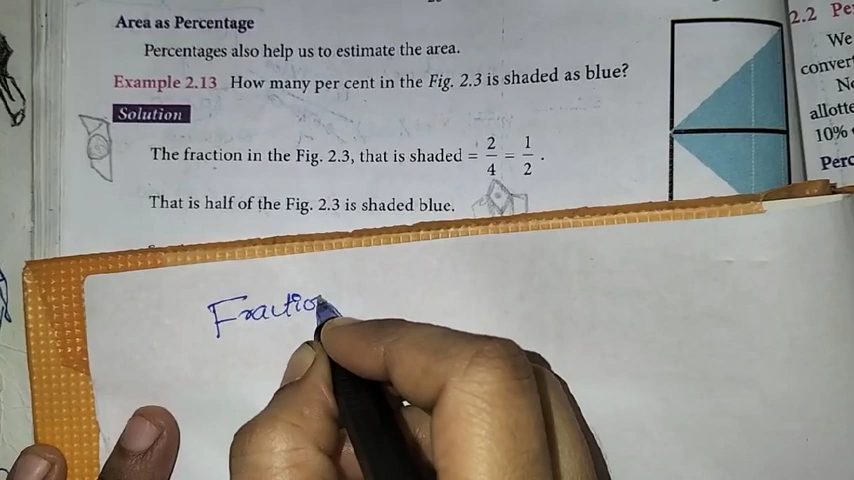 Area as Percentage
Percentages also help us to estimate the area.
Example 2.13 How many per cent in the Fig. 2.3 is shaded as blue?
Solution
The fraction in the Fig. 2.3, that is shaded = 2/4 = 1/2 .
That is half of the Fig. 2.3 is shaded blue.
Fractio
2.2 Pe
We
convert
allotte
10%
Perc